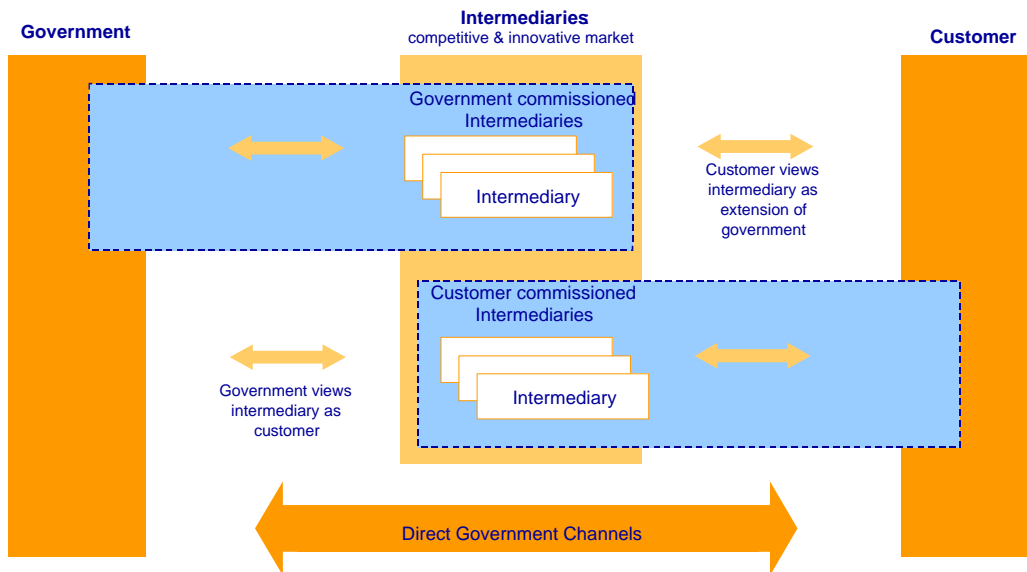 Government
Intermediaries
competitive & innovative market
Customer
Government commissioned
Intermediaries
Intermediary
Customer views
intermediary as
extension of
government
Customer commissioned
Intermediaries
Intermediary
Government views
intermediary as
customer
Direct Government Channels